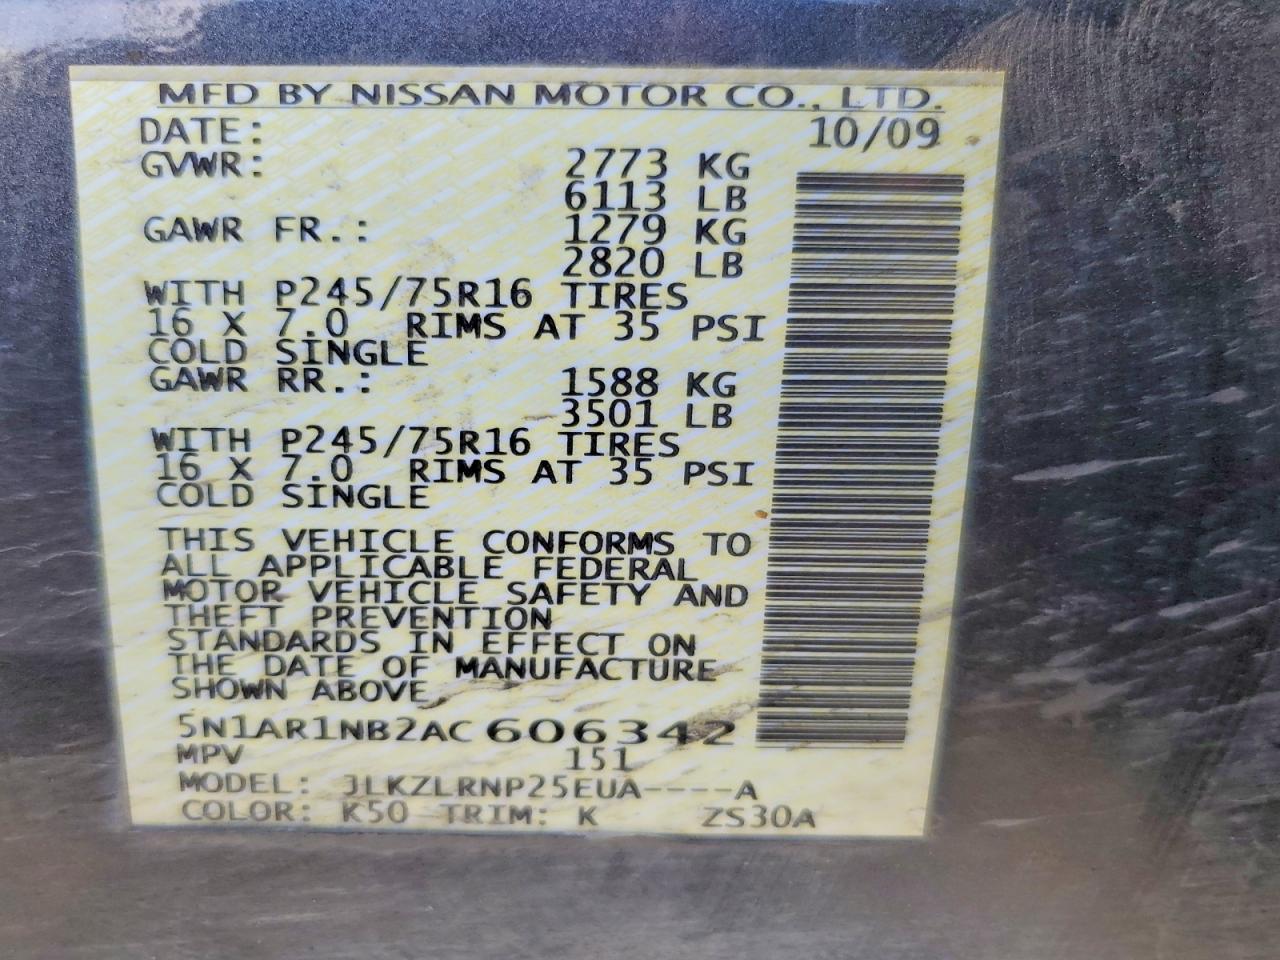 MFD BY NISSAN MOTOR CO., LTD.
DATE: 10/09
GVWR: 2773 KG
6113 LB
GAWR FR.: 1279 KG
2820 LB
WITH P245/75R16 TIRES
16 X 7.0 RIMS AT 35 PSI
COLD SINGLE
GAWR RR.: 1588 KG
3501 LB
WITH P245/75R16 TIRES
16 X 7.0 RIMS AT 35 PSI
COLD SINGLE
THIS VEHICLE CONFORMS TO
ALL APPLICABLE FEDERAL
MOTOR VEHICLE SAFETY AND
THEFT PREVENTION
STANDARDS IN EFFECT ON
THE DATE OF MANUFACTURE
SHOWN ABOVE
5N1AR1NB2AC606342
MPV 151
MODEL: JLKZLRNP25EUA----A
COLOR: K50 TRIM: K ZS30A